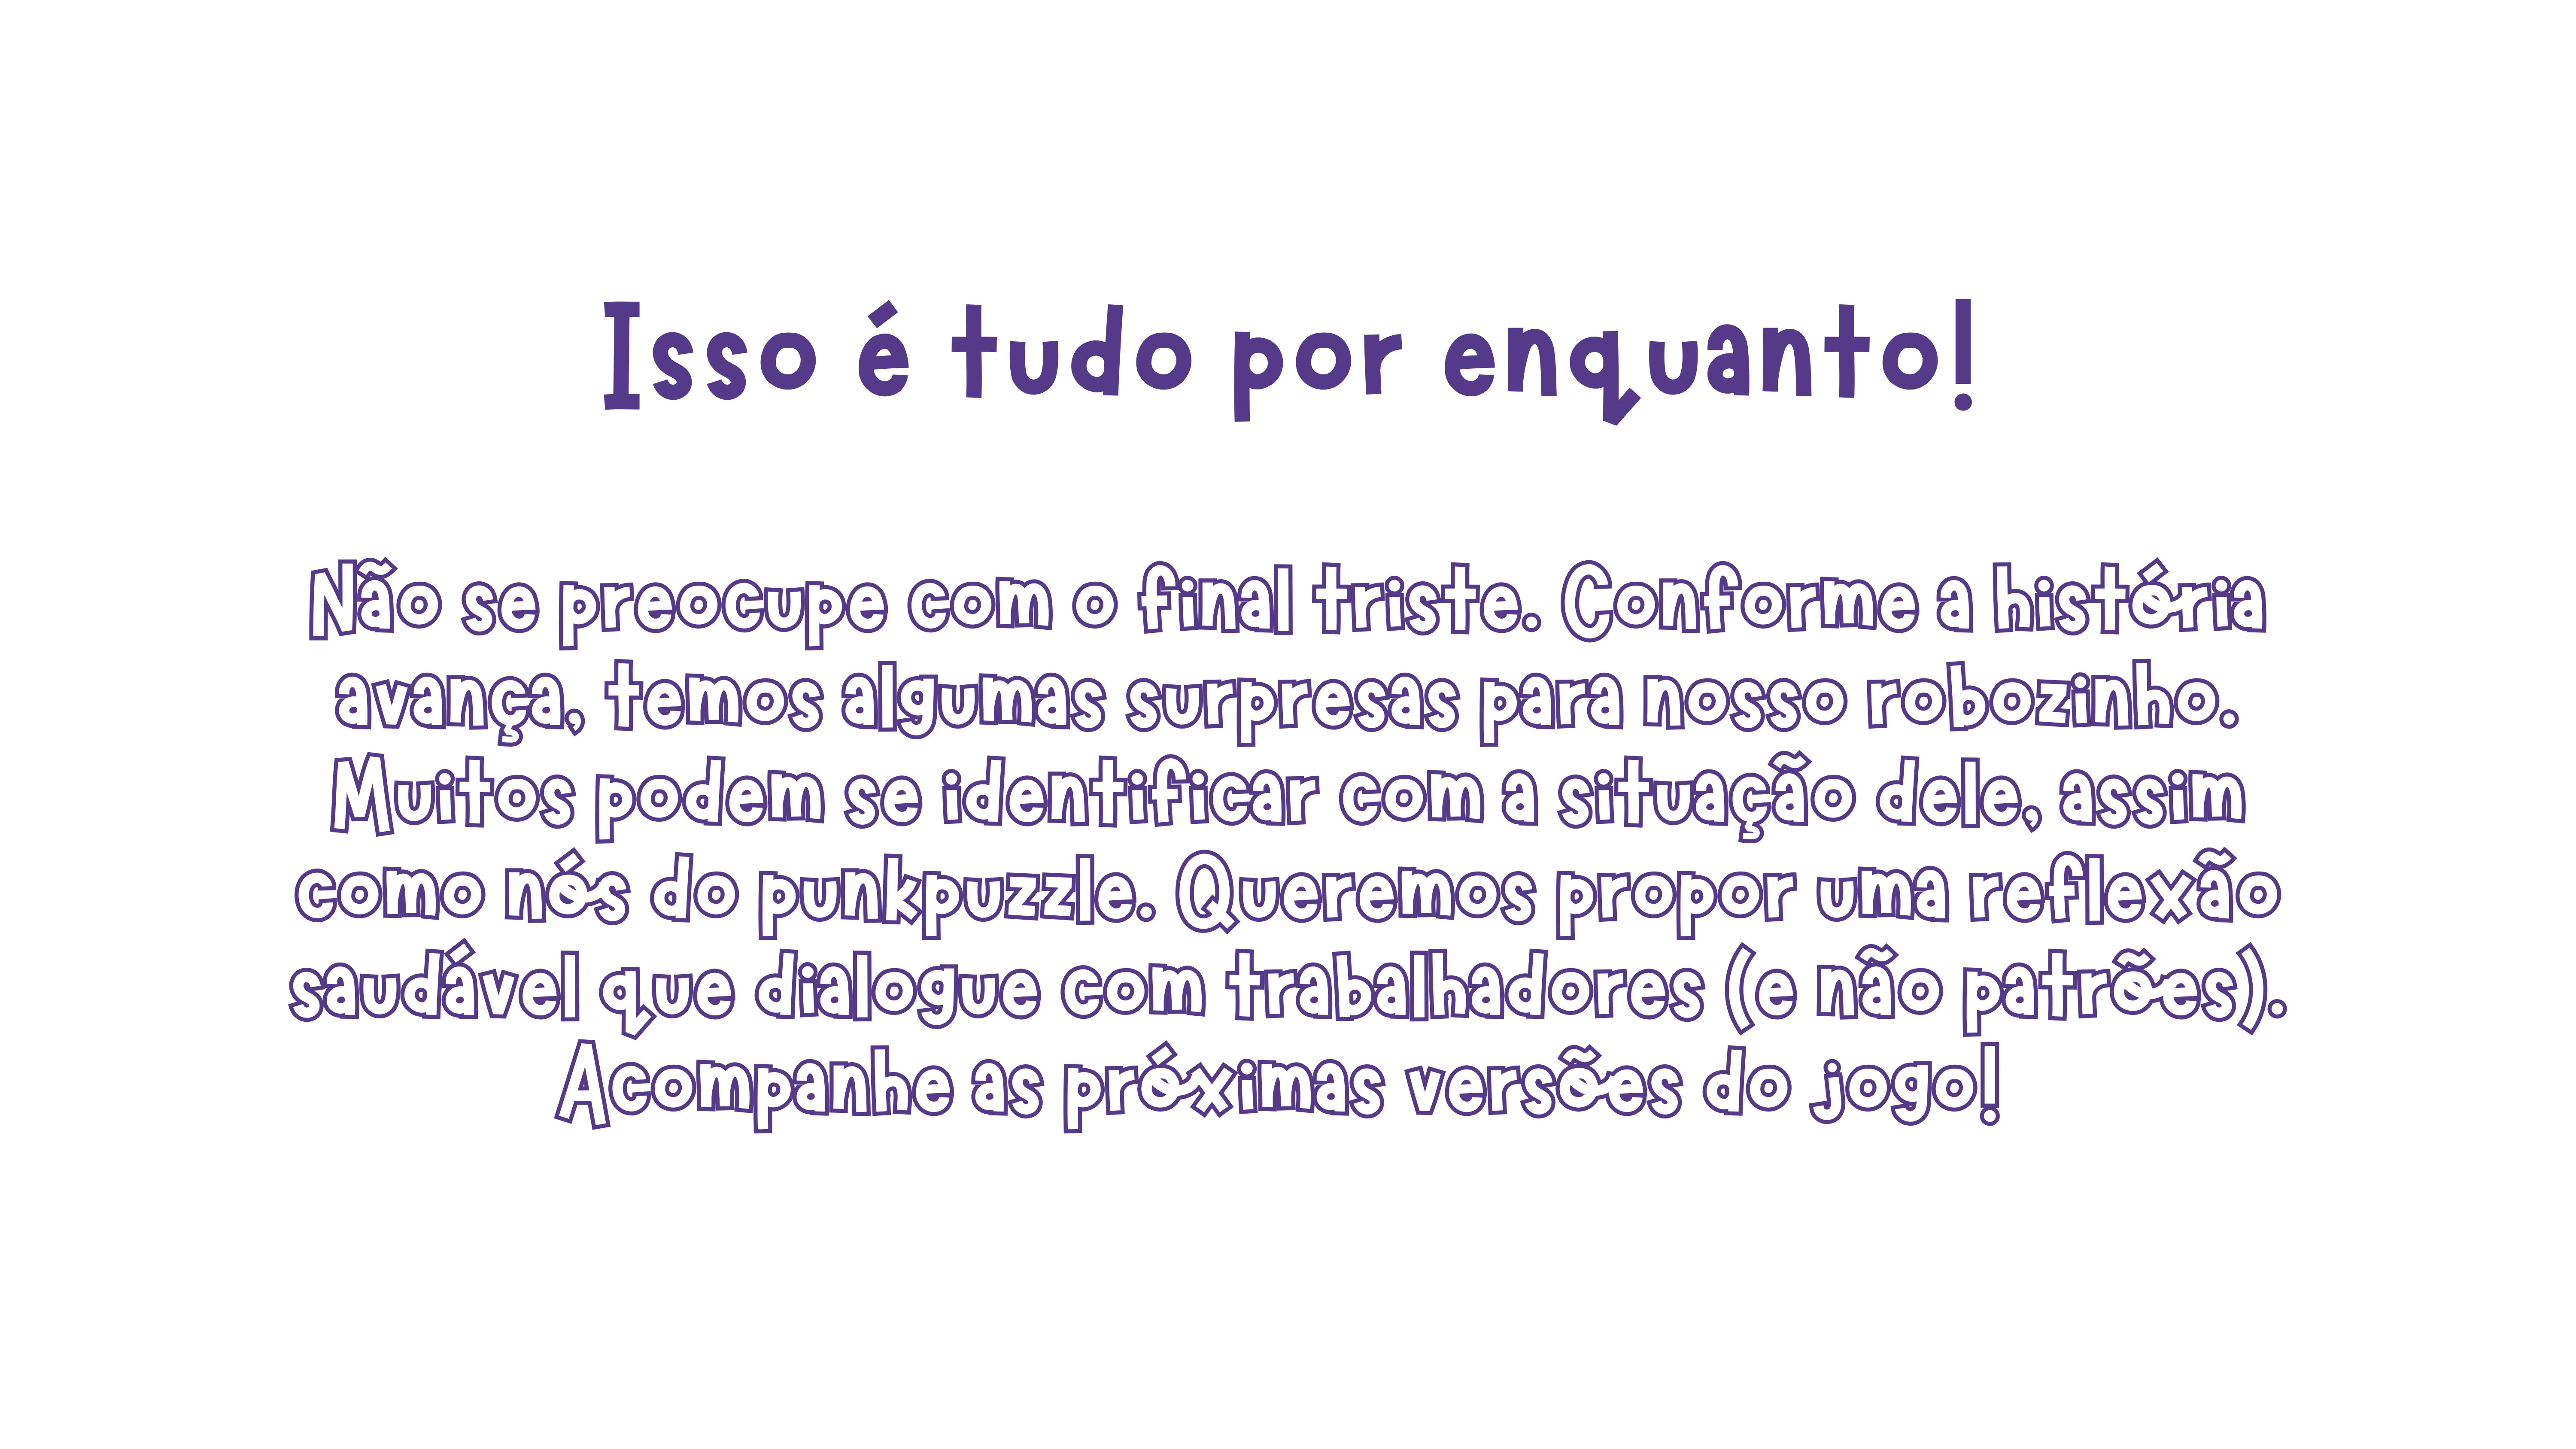 Isso é tudo por enquanto!
Não se preocupe com o final triste. Conforme a história
avança, temos algumas surpresas para nosso robozinho.
Muitos podem se identificar com a situação dele, assim
como nós do punkpuzzle. Queremos propor uma reflexão
saudável que dialogue com trabalhadores (e não patrões).
Acompanhe as próximas versões do jogo!